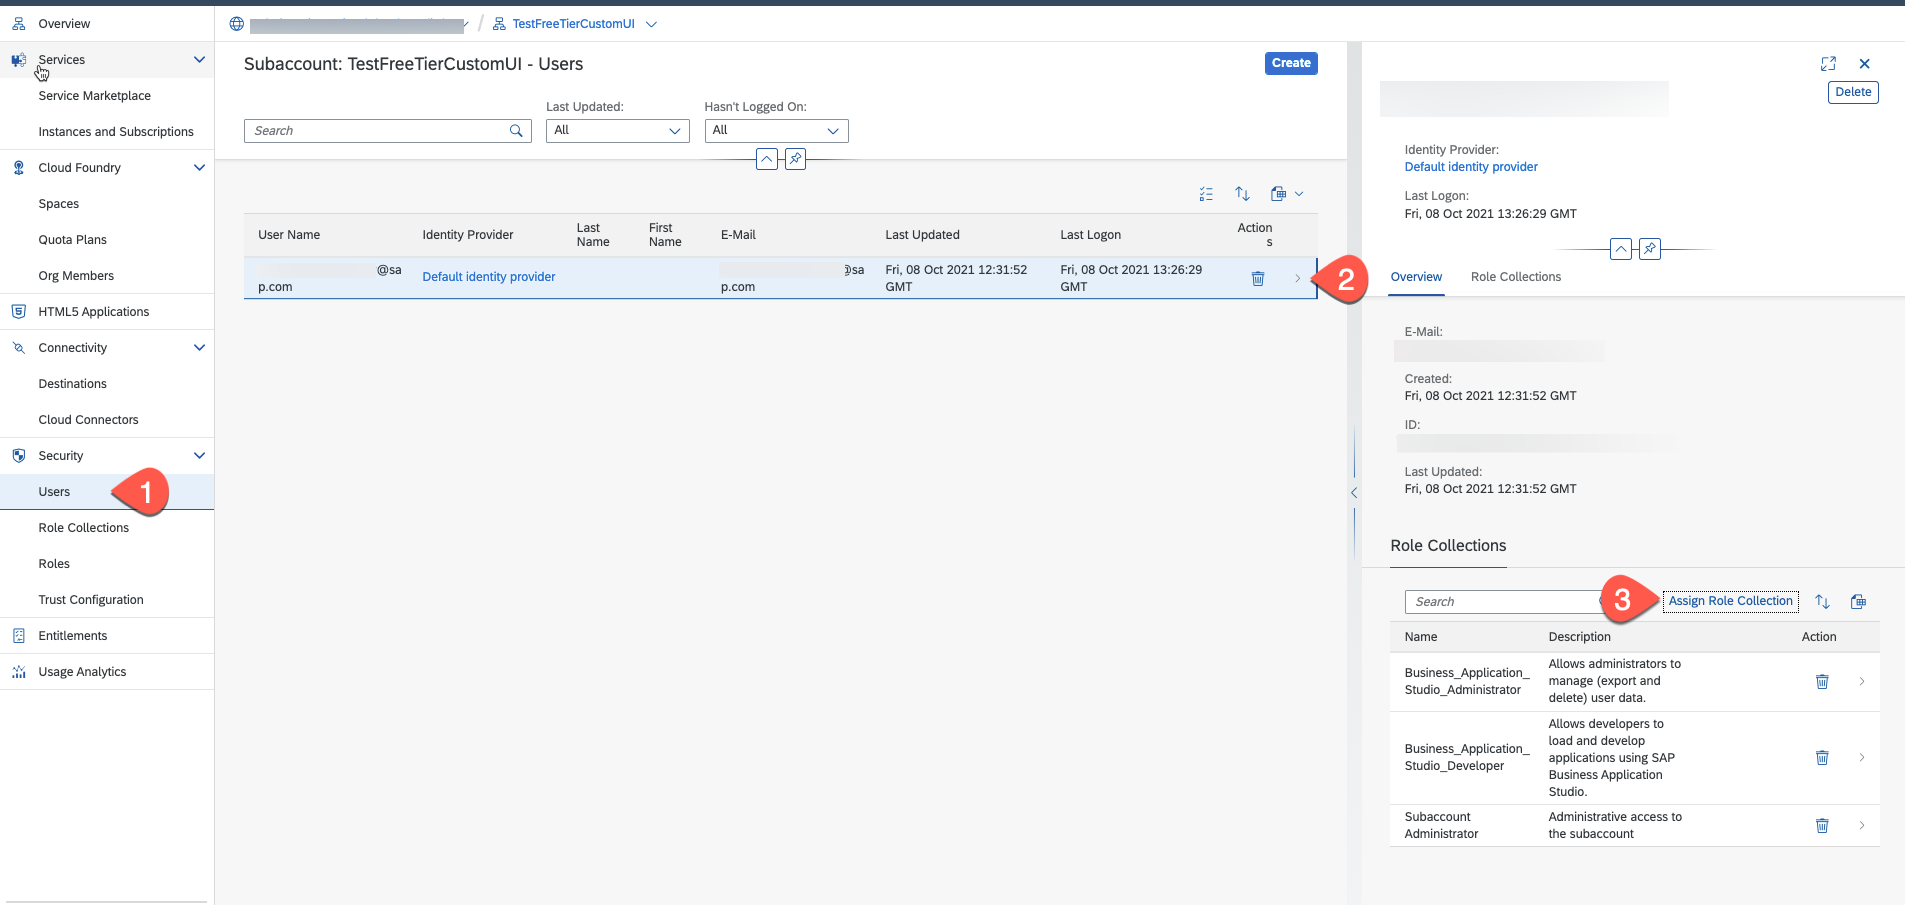 Overview
Services
Service Marketplace
Instances and Subscriptions
Cloud Foundry
Spaces
Quota Plans
Org Members
HTML5 Applications
Connectivity
Destinations
Cloud Connectors
Security
Users
1
Role Collections
Roles
Trust Configuration
Entitlements
Usage Analytics
/ TestFreeTierCustomUI
Subaccount: TestFreeTierCustomUI - Users
Create
Last Updated:
Hasn't Logged On:
Search
All
All
User Name
Identity Provider
Last
Name
First
Name
E-Mail
Last Updated
Last Logon
Action
s
@sa
p.com
Default identity provider
@sa
p.com
Fri, 08 Oct 2021 12:31:52
GMT
Fri, 08 Oct 2021 13:26:29
GMT
2
Delete
Identity Provider:
Default identity provider
Last Logon:
Fri, 08 Oct 2021 13:26:29 GMT
Overview
Role Collections
E-Mail:
Created:
Fri, 08 Oct 2021 12:31:52 GMT
ID:
Last Updated:
Fri, 08 Oct 2021 12:31:52 GMT
Role Collections
Search
3
Assign Role Collection
Name
Description
Action
Business_Application_
Studio_Administrator
Allows administrators to
manage (export and
delete) user data.
Business_Application_
Studio_Developer
Allows developers to
load and develop
applications using SAP
Business Application
Studio.
Subaccount
Administrator
Administrative access to
the subaccount